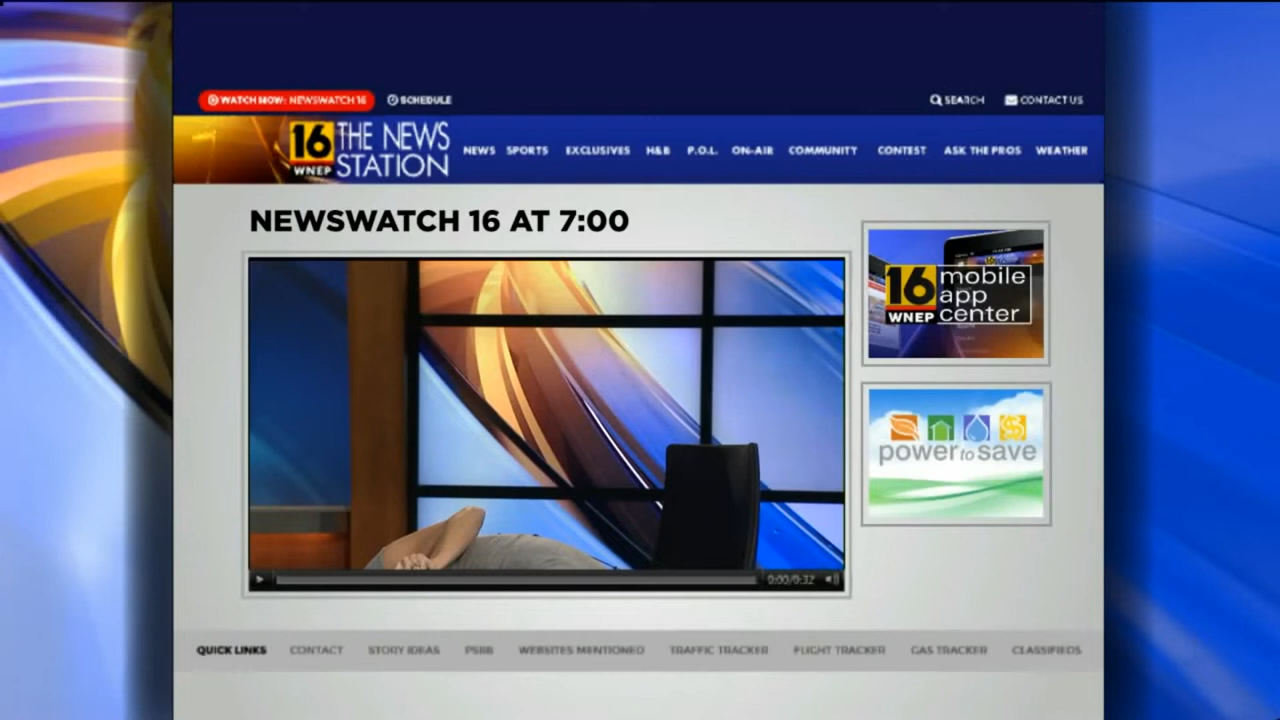 WATCH NOW: NEWSWATCH 16 SCHEDULE SEARCH CONTACT US
16 WNEP THE NEWS STATION
NEWS SPORTS EXCLUSIVES H&B P.O.L. ON-AIR COMMUNITY CONTEST ASK THE PROS WEATHER
NEWSWATCH 16 AT 7:00
16 WNEP mobile app center
power to save
0:00/0:32
QUICK LINKS CONTACT STORY IDEAS PSBB WEBSITES MENTIONED TRAFFIC TRACKER FLIGHT TRACKER GAS TRACKER CLASSIFIEDS